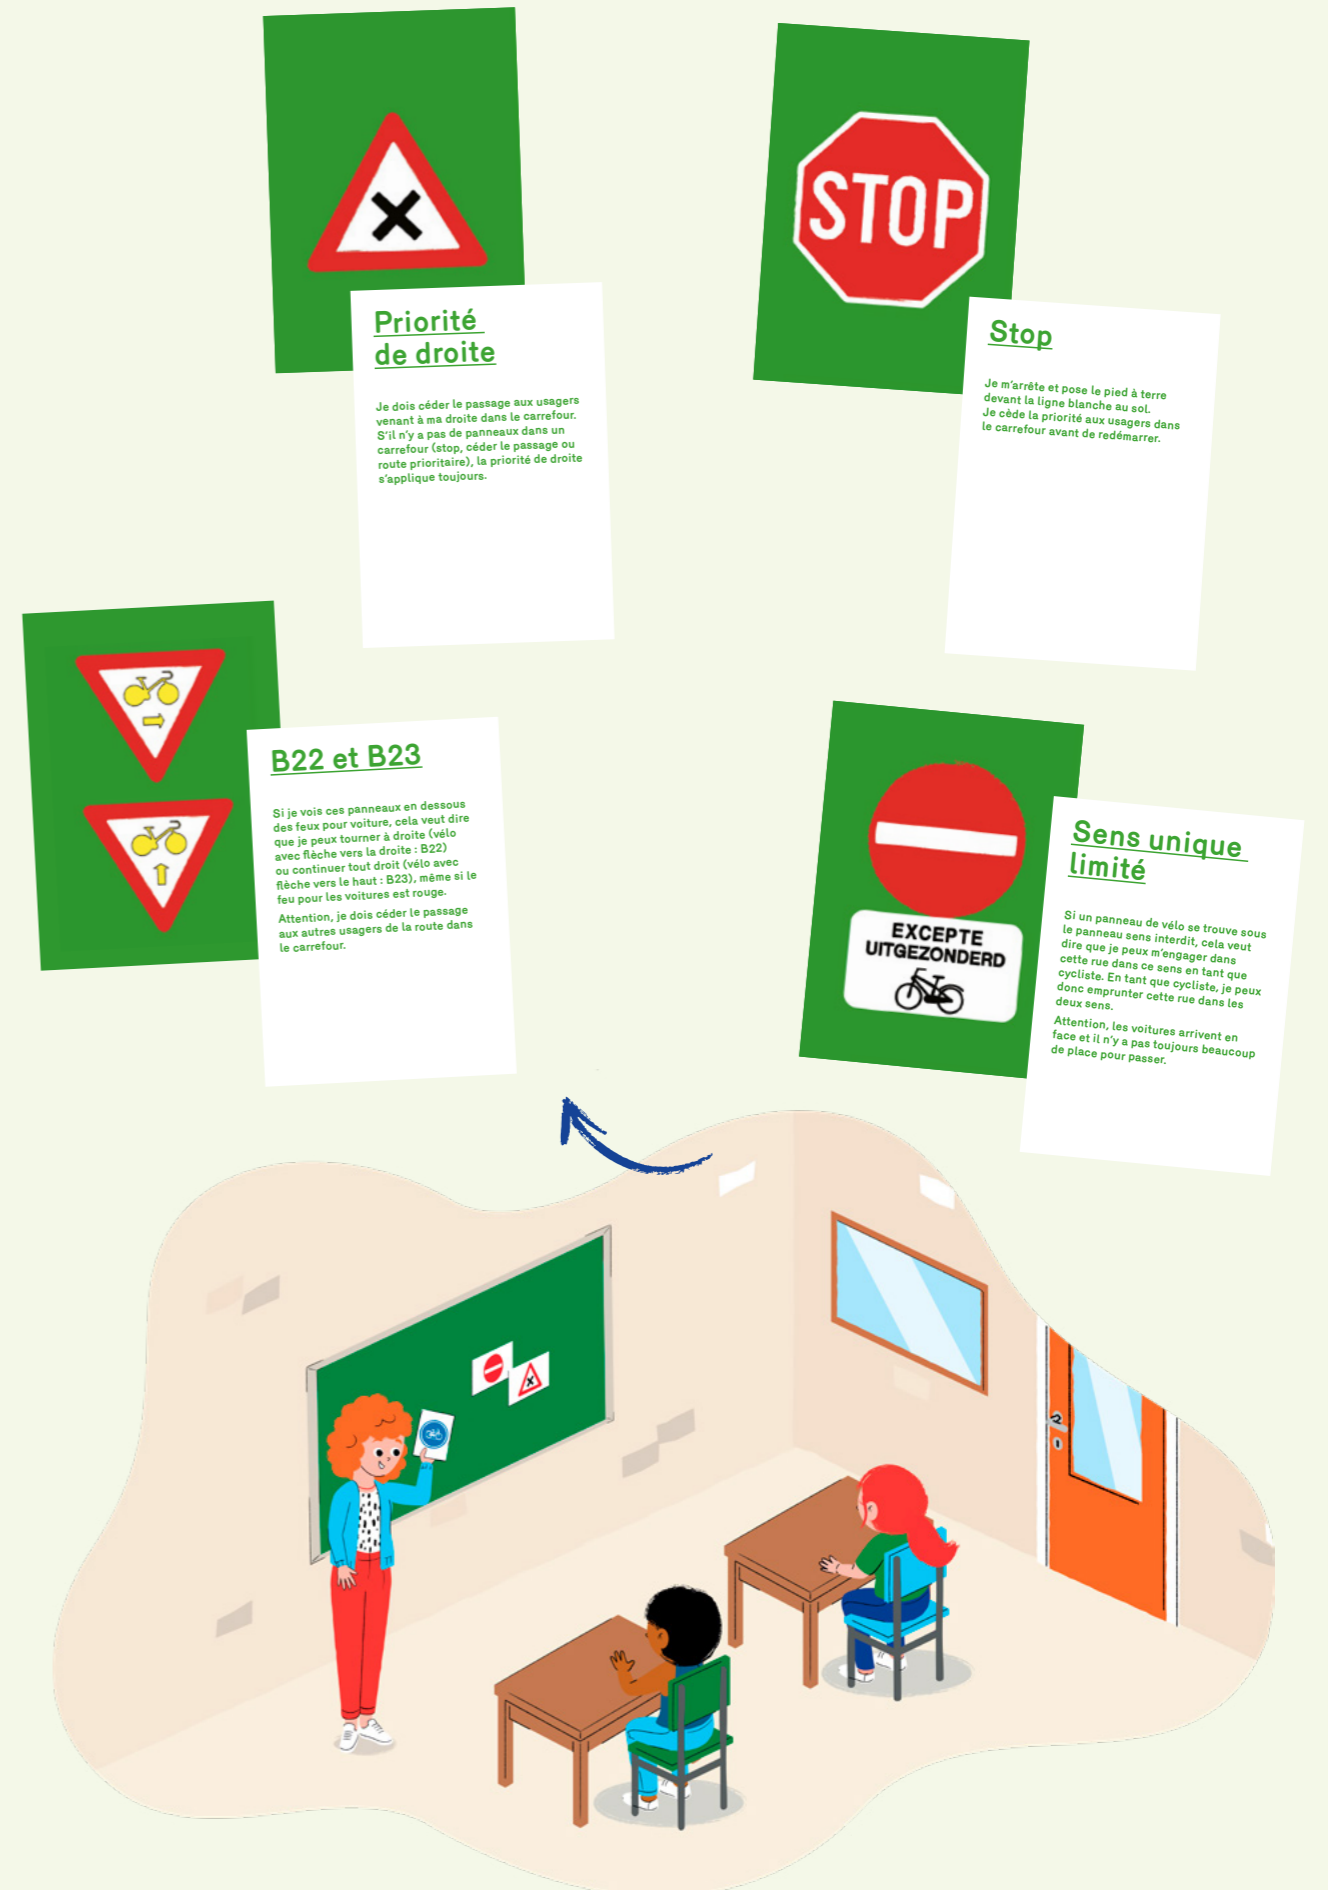 Priorité
de droite
Je dois céder le passage aux usagers
venant à ma droite dans le carrefour.
S'il n'y a pas de panneaux dans un
carrefour (stop, céder le passage ou
route prioritaire), la priorité de droite
s'applique toujours.
STOP
Stop
Je m'arrête et pose le pied à terre
devant la ligne blanche au sol.
Je cède la priorité aux usagers dans
le carrefour avant de redémarrer.
B22 et B23
Si je vois ces panneaux en dessous
des feux pour voiture, cela veut dire
que je peux tourner à droite (vélo
avec flèche vers la droite : B22)
ou continuer tout droit (vélo avec
flèche vers le haut : B23), même si le
feu pour les voitures est rouge.
Attention, je dois céder le passage
aux autres usagers de la route dans
le carrefour.
EXCEPTE
UITGEZONDERD
Sens unique
limité
Si un panneau de vélo se trouve sous
le panneau sens interdit, cela veut
dire que je peux m'engager dans
cette rue dans ce sens en tant que
cycliste. En tant que cycliste, je peux
donc emprunter cette rue dans les
deux sens.
Attention, les voitures arrivent en
face et il n'y a pas toujours beaucoup
de place pour passer.